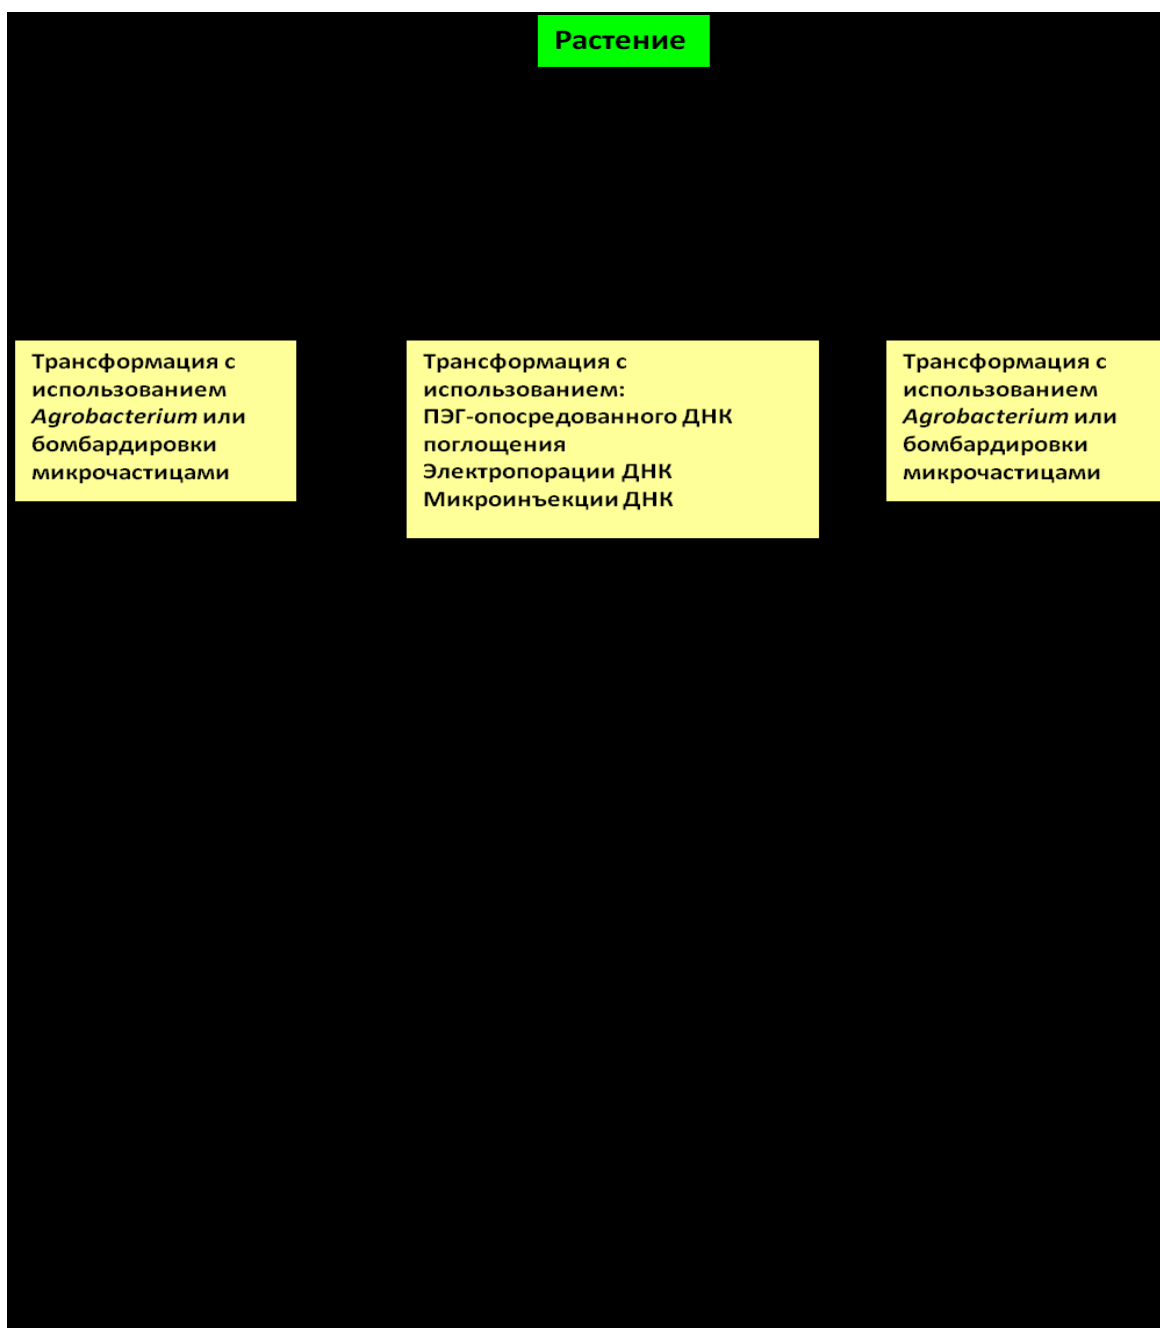 Растение
Трансформация с
использованием
Agrobacterium или
бомбардировки
микрочастицами
Трансформация с
использованием:
ПЭГ-опосредованного ДНК
поглощения
Электропорации ДНК
Микроинъекции ДНК
Трансформация с
использованием
Agrobacterium или
бомбардировки
микрочастицами